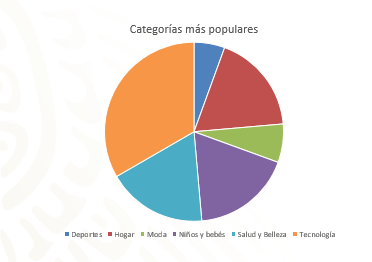 Categorías más populares
Deportes Hogar Moda Niños y bebés Salud y Belleza Tecnología